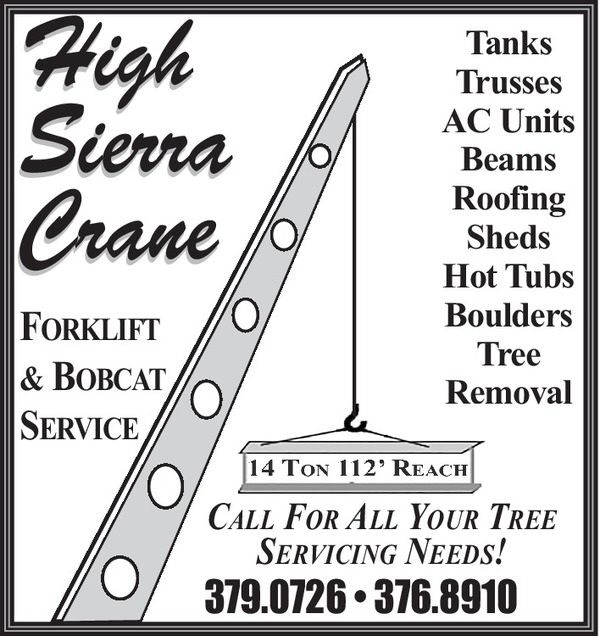 High
Sierra
Crane
FORKLIFT
& BOBCAT
SERVICE
Tanks
Trusses
AC Units
Beams
Roofing
Sheds
Hot Tubs
Boulders
Tree
Removal
14 TON 112’ REACH
CALL FOR ALL YOUR TREE
SERVICING NEEDS!
379.0726 • 376.8910